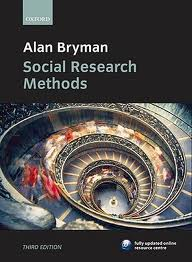 OXFORD
Alan Bryman
Social Research
Methods
THIRD EDITION
fully updated online
resource centre